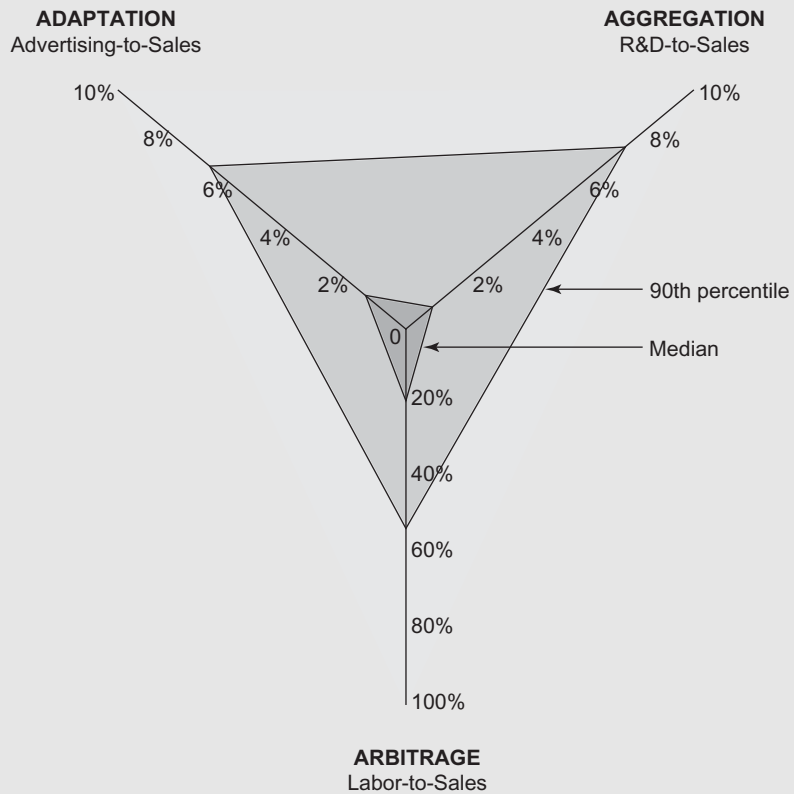 ADAPTATION
Advertising-to-Sales
AGGREGATION
R&D-to-Sales
10%
10%
8%
8%
6%
6%
4%
4%
2%
2%
90th percentile
0
Median
20%
40%
60%
80%
100%
ARBITRAGE
Labor-to-Sales